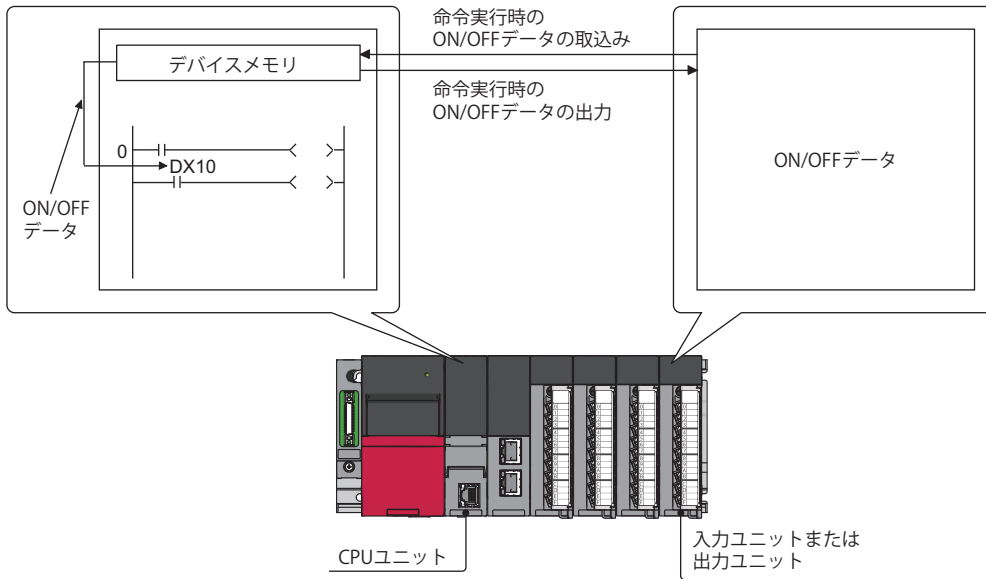 命令実行時の
ON/OFFデータの取込み
デバイスメモリ
命令実行時の
ON/OFFデータの出力
0
DX10
ON/OFFデータ
ON/OFF
データ
CPUユニット
入力ユニットまたは
出力ユニット